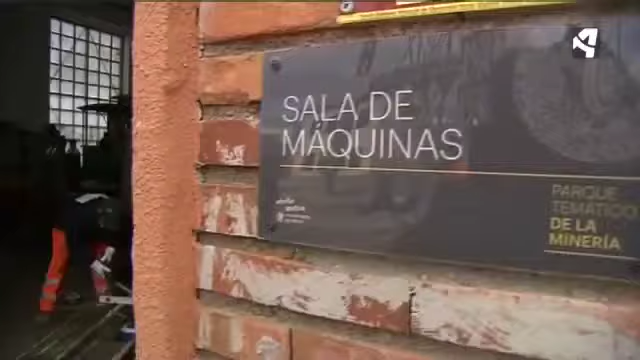 SALA DE
MÁQUINAS
PARQUE
TEMÁTICO
DE LA
MINERÍA